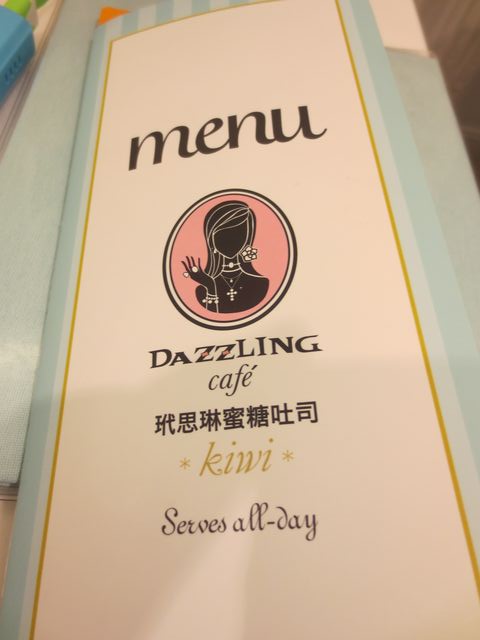 menu
DAZZLING
café
玳思琳蜜糖吐司
* kiwi *
Serves all-day